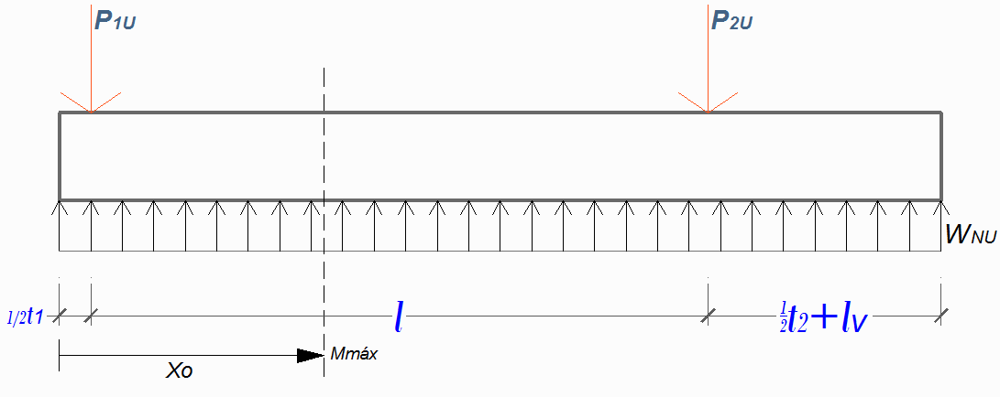 P1U
P2U
WNU
1/2t1
l
½t2+lv
Xo
Mmáx